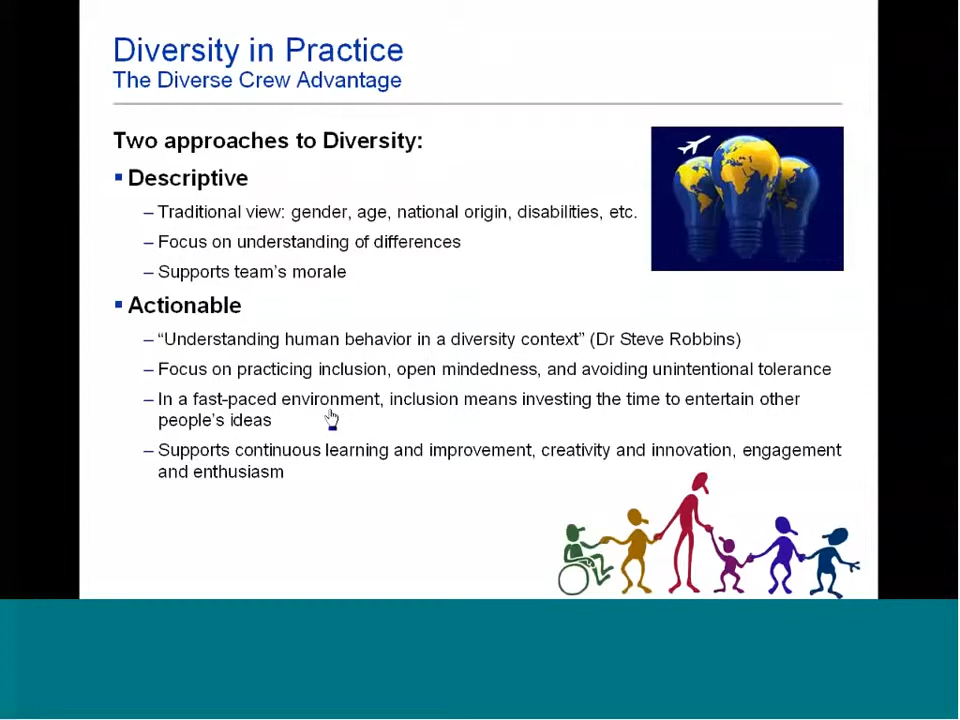 Diversity in Practice
The Diverse Crew Advantage
Two approaches to Diversity:
▪ Descriptive
– Traditional view: gender, age, national origin, disabilities, etc.
– Focus on understanding of differences
– Supports team's morale
▪ Actionable
– “Understanding human behavior in a diversity context” (Dr Steve Robbins)
– Focus on practicing inclusion, open mindedness, and avoiding unintentional tolerance
– In a fast-paced environment, inclusion means investing the time to entertain other
people's ideas
– Supports continuous learning and improvement, creativity and innovation, engagement
and enthusiasm